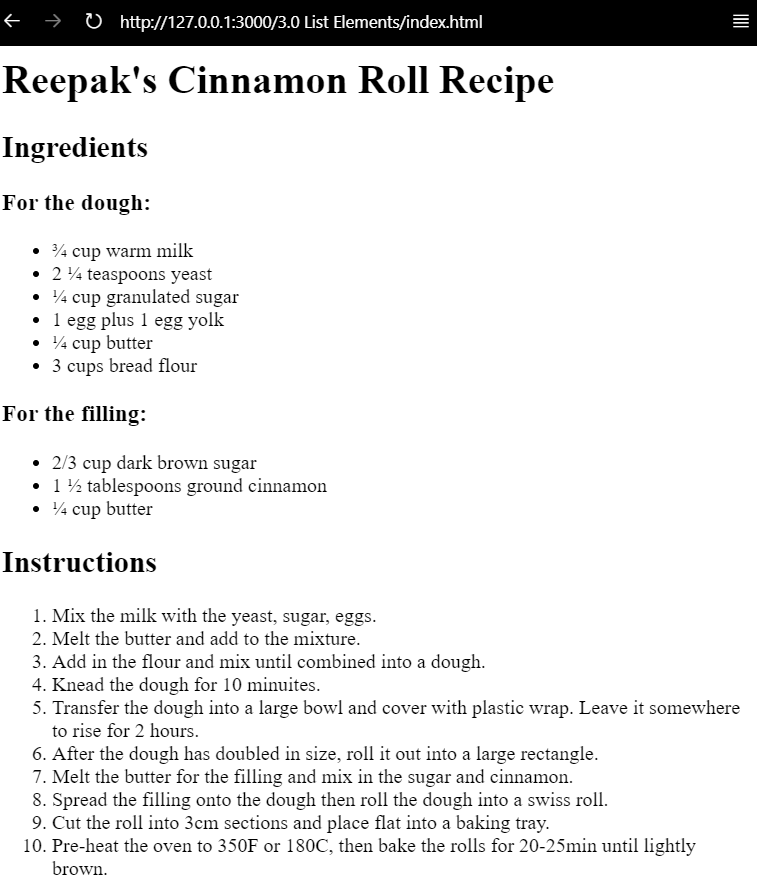 http://127.0.0.1:3000/3.0 List Elements/index.html
Reepak's Cinnamon Roll Recipe
Ingredients
For the dough:
• ¾ cup warm milk
• 2 ¼ teaspoons yeast
• ¼ cup granulated sugar
• 1 egg plus 1 egg yolk
• ¼ cup butter
• 3 cups bread flour
For the filling:
• 2/3 cup dark brown sugar
• 1 ½ tablespoons ground cinnamon
• ¼ cup butter
Instructions
1. Mix the milk with the yeast, sugar, eggs.
2. Melt the butter and add to the mixture.
3. Add in the flour and mix until combined into a dough.
4. Knead the dough for 10 minuites.
5. Transfer the dough into a large bowl and cover with plastic wrap. Leave it somewhere
to rise for 2 hours.
6. After the dough has doubled in size, roll it out into a large rectangle.
7. Melt the butter for the filling and mix in the sugar and cinnamon.
8. Spread the filling onto the dough then roll the dough into a swiss roll.
9. Cut the roll into 3cm sections and place flat into a baking tray.
10. Pre-heat the oven to 350F or 180C, then bake the rolls for 20-25min until lightly
brown.